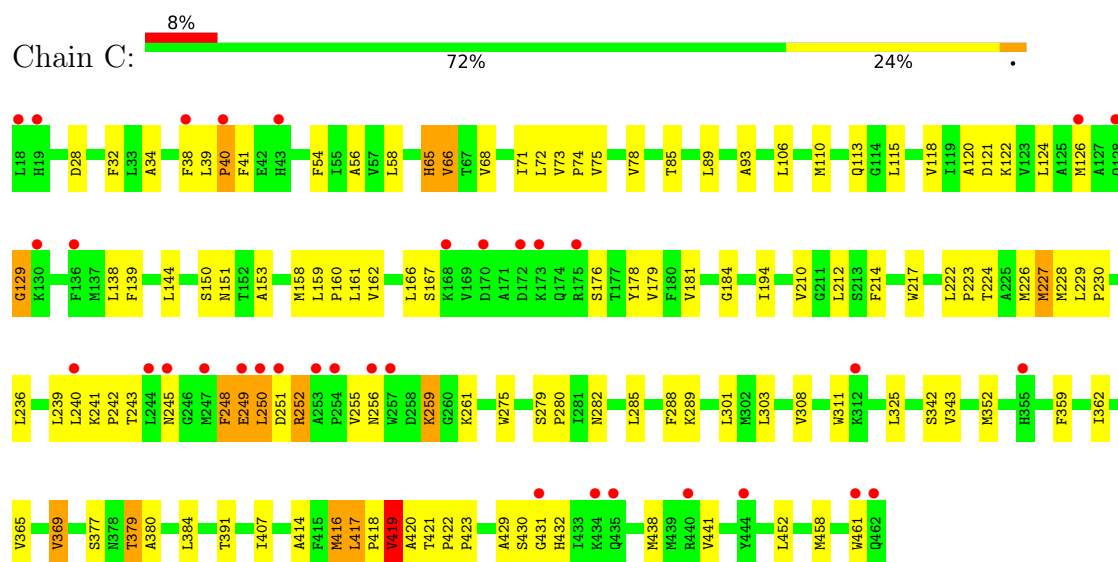 8%
Chain C:
72% 24% •
L18 H19 D28 F32 L33 A34 F38 L39 P40 F41 E42 H43 F54 I55 A56 V57 L58 H65 V66 T67 V68 I71 L72 V73 P74 V75 V78 T85 L89 A93 L106 M110 Q113 G114 L115 V118 I119 A120 D121 K122 V123 L124 A125 M126 A127 Q128
G129 K130 F136 M137 L138 F139 L144 S150 N151 T152 A153 M158 L159 P160 L161 V162 L166 S167 K168 V169 D170 A171 D172 K173 Q174 R175 S176 T177 Y178 V179 F180 V181 G184 I194 V210 G211 L212 S213 F214 W217 L222 P223 T224 A225 M226 M227 M228 L229 P230
L236 L239 L240 K241 P242 T243 L244 N245 G246 M247 F248 E249 L250 D251 R252 A253 P254 V255 N256 W257 D258 K259 G260 K261 W275 S279 P280 I281 N282 L285 F288 K289 L301 M302 L303 V308 W311 K312 L325 S342 V343 M352 H355 F359 I362
V365 V369 S377 N378 T379 A380 L384 T391 I407 A414 F415 M416 L417 P418 V419 A420 T421 P422 P423 A429 S430 G431 H432 I433 K434 Q435 M438 M439 R440 V441 Y444 L452 M458 W461 Q462